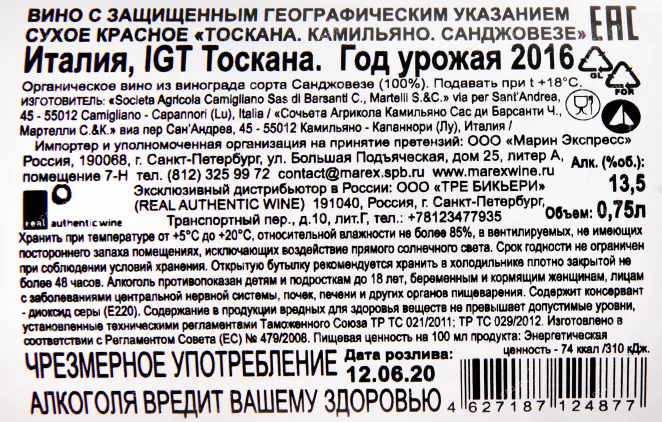 ВИНО С ЗАЩИЩЕННЫМ ГЕОГРАФИЧЕСКИМ УКАЗАНИЕМ
СУХОЕ КРАСНОЕ «ТОСКАНА. КАМИЛЬЯНО. САНДЖОВЕЗЕ»
EAC
Италия, IGT Тоскана. Год урожая 2016
GL
FOR
Органическое вино из винограда Санджовезе (100%). Подавать при t +18°C.
ИЗГОТОВИТЕЛЬ: «Societa Agricola Camigliano Sas di Barsanti C., Martelli S.&C.» via per Sant'Andrea,
45 - 55012 Camigliano - Capannori (Lu), Italia / «Сочьета Агрикола Камильяно Сас ди Барсанти Ч.,
Мартелли С.&К.» виа пер Сан'Андреа, 45 - 55012 Камильяно - Капаннори (Лу), Италия /
Импортер и уполномоченная организация на принятие претензий: ООО «Марин Экспресс»
Россия, 190068, г. Санкт-Петербург, ул. Большая Подъяческая, дом 25, литер А,
помещение 7-Н тел. (812) 325 99 72 contact@marex.spb.ru www.marexwine.ru
Алк. (%об.):
13,5
Эксклюзивный дистрибьютор в России: ООО «ТРЕ БИКЬЕРИ»
(REAL AUTHENTIC WINE) 191040, Россия, г. Санкт-Петербург,
Транспортный пер., д.10, лит.Г, тел.: +78123477935
Объем: 0,75л
real authentic wine
Хранить при температуре от +5°C до +20°C, относительной влажности не более 85%, в вентилируемых, не имеющих
постороннего запаха помещениях, исключающих воздействие прямого солнечного света. Срок годности не ограничен
при соблюдении условий хранения. Открытую бутылку рекомендуется хранить в холодильнике плотно закрытой не
более 48 часов. Алкоголь противопоказан детям и подросткам до 18 лет, беременным и кормящим женщинам, лицам
с заболеваниями центральной нервной системы, почек, печени и других органов пищеварения. Содержит консервант
- диоксид серы (Е220). Содержание в продукции вредных для здоровья веществ не превышает допустимые уровни,
установленные техническими регламентами Таможенного Союза ТР ТС 021/2011; ТР ТС 029/2012. Изготовлено в
соответствии с Регламентом Совета (ЕС) № 479/2008. Пищевая ценность на 100 мл продукта: Энергетическая
ценность - 74 ккал /310 кДж.
ЧРЕЗМЕРНОЕ УПОТРЕБЛЕНИЕ
АЛКОГОЛЯ ВРЕДИТ ВАШЕМУ ЗДОРОВЬЮ
Дата розлива:
12.06.20
4 627187 124877